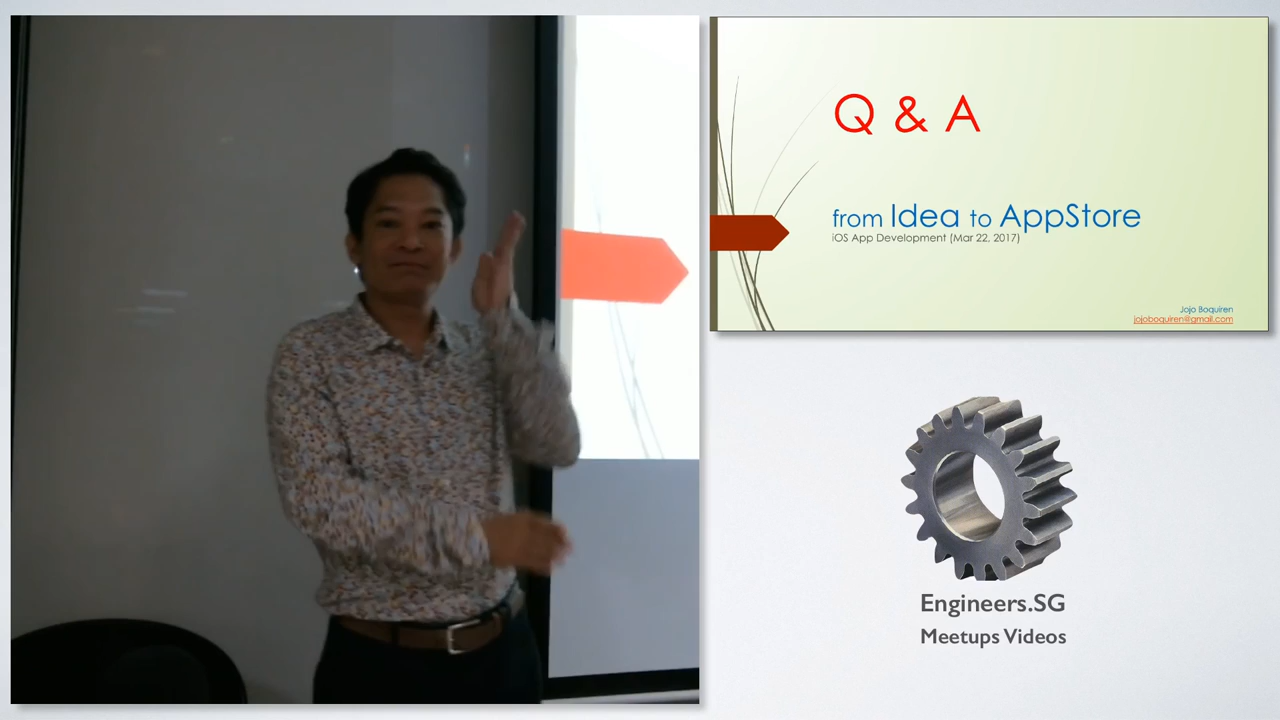 Q & A
from Idea to AppStore
iOS App Development (Mar 22, 2017)
Jojo Boquiren
jojoboquiren@gmail.com
Engineers.SG
Meetups Videos